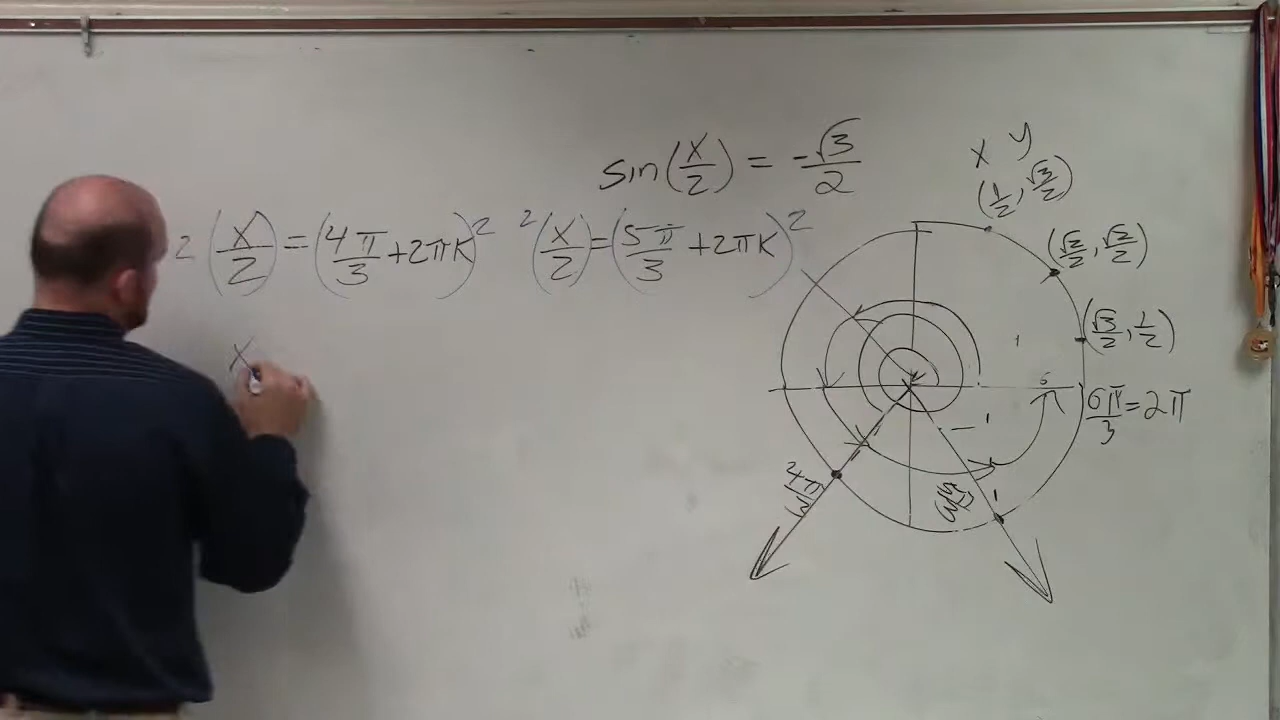 sin(x/2) = -√3/2
x y
(1/2, √3/2)
2(x/2) = (4π/3 + 2πK)2 2(x/2) = (5π/3 + 2πK)2
(√2/2, √2/2)
(√3/2, 1/2)
x
6
6π/3 = 2π
4π/3
5π/3